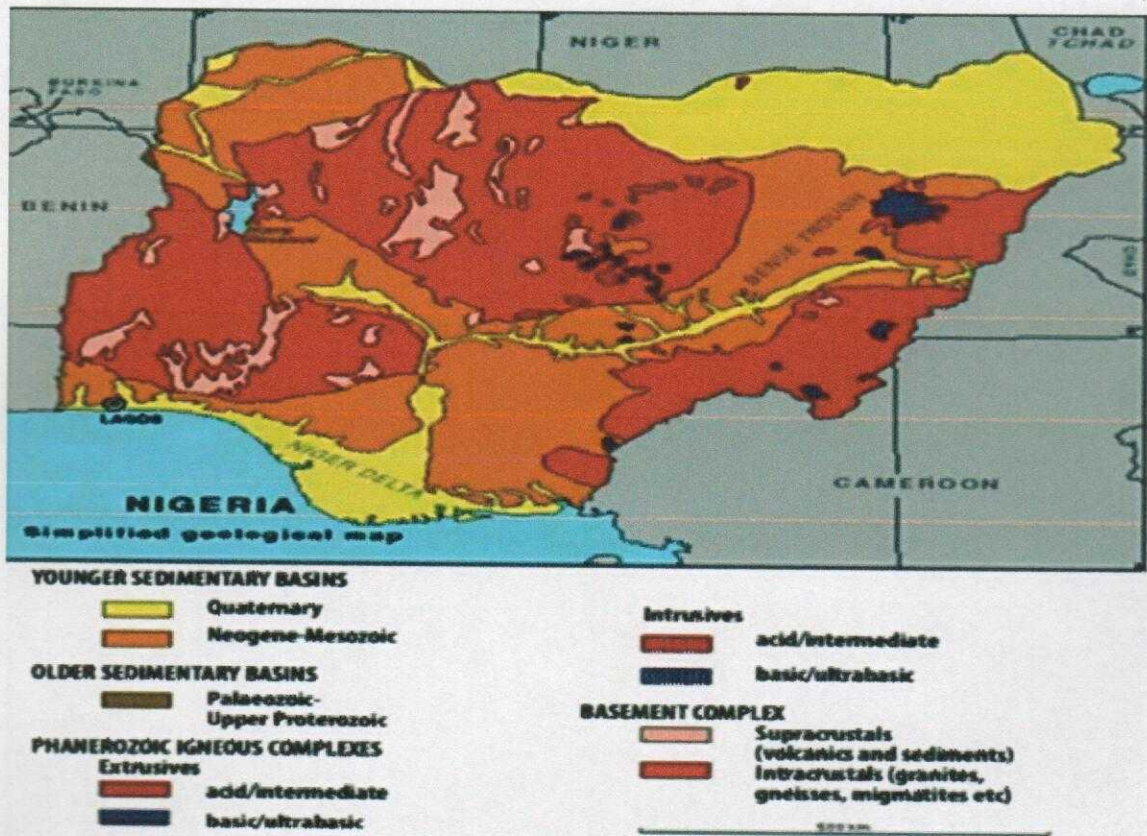 NIGER
CHAD
TCHAD
BURKINA
FASO
BENIN
BENUE TROUGH
LAGOS
NIGER DELTA
CAMEROON
NIGERIA
Simplified geological map
YOUNGER SEDIMENTARY BASINS
Quaternary
Neogene-Mesozoic
OLDER SEDIMENTARY BASINS
Palaeozoic-
Upper Proterozoic
PHANEROZOIC IGNEOUS COMPLEXES
Extrusives
acid/intermediate
basic/ultrabasic
Intrusives
acid/intermediate
basic/ultrabasic
BASEMENT COMPLEX
Supracrustals
(volcanics and sediments)
Intracrustals (granites,
gneisses, migmatites etc)
500 km